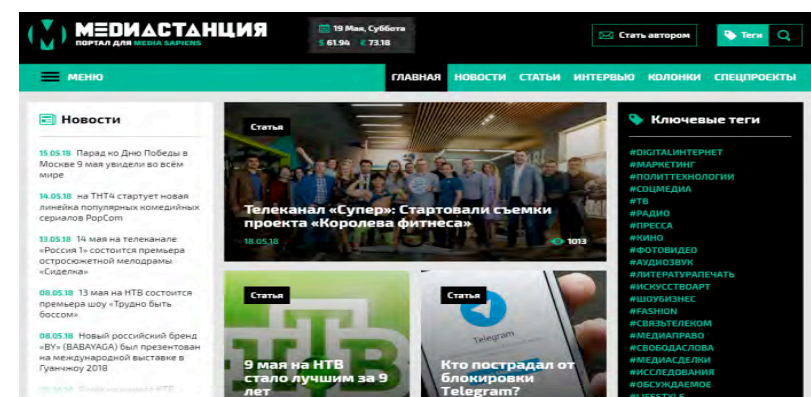 МЕDИАСТАНЦИЯ
ПОРТАЛ ДЛЯ MEDIA SAPIENS
19 Мая, Суббота
$ 61.94 € 73.18
Стать автором
Теги
МЕНЮ
ГЛАВНАЯ НОВОСТИ СТАТЬИ ИНТЕРВЬЮ КОЛОНКИ СПЕЦПРОЕКТЫ
Новости
15.05.18 Парад ко Дню Победы в
Москве 9 мая увидели во всём
мире
14.05.18 на ТНТ4 стартует новая
линейка популярных комедийных
сериалов PopCom
13.05.18 14 мая на телеканале
«Россия 1» состоится премьера
остросюжетной мелодрамы
«Сиделка»
08.05.18 13 мая на НТВ состоится
премьера шоу «Трудно быть
боссом»
08.05.18 Новый российский бренд
«BY» (BABAYAGA) был презентован
на международной выставке в
Гуанчжоу 2018
Статья
Телеканал «Супер»: Стартовали съемки
проекта «Королева фитнеса»
18.05.18
1013
Статья
9 мая на НТВ
стало лучшим за 9
лет
Статья
Telegram
Кто пострадал от
блокировки
Telegram?
Ключевые теги
#DIGITALИНТЕРНЕТ
#МАРКЕТИНГ
#ПОЛИТТЕХНОЛОГИИ
#СОЦМЕДИА
#ТВ
#РАДИО
#ПРЕССА
#КИНО
#ФОТОВИДЕО
#АУДИОЗВУК
#ЛИТЕРАТУРАПЕЧАТЬ
#ИСКУССТВОАРТ
#ШОУБИЗНЕС
#FASHION
#СВЯЗЬТЕЛЕКОМ
#МЕДИАПРАВО
#СВОБОДАСЛОВА
#МЕДИАСДЕЛКИ
#ИССЛЕДОВАНИЯ
#ОБСУЖДАЕМОЕ
#LIFESTYLE